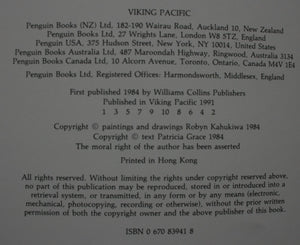 VIKING PACIFIC
Penguin Books (NZ) Ltd, 182-190 Wairau Road, Auckland 10, New Zealand
Penguin Books Ltd, 27 Wrights Lane, London W8 5TZ, England
Penguin USA, 375 Hudson Street, New York, NY 10014, United States
Penguin Books Australia Ltd, 487 Maroondah Highway, Ringwood, Australia 3134
Penguin Books Canada Ltd, 10 Alcorn Avenue, Toronto, Ontario, Canada M4V 1E4
Penguin Books Ltd, Registered Offices: Harmondsworth, Middlesex, England
First published 1984 by Williams Collins Publishers
Published in Viking Pacific 1991
1 3 5 7 9 10 8 6 4 2
Copyright © paintings and drawings Robyn Kahukiwa 1984
Copyright © text Patricia Grace 1984
The moral right of the author has been asserted
Printed in Hong Kong
All rights reserved. Without limiting the rights under copyright reserved above,
no part of this publication may be reproduced, stored in or introduced into a
retrieval system, or transmitted, in any form or by any means (electronic,
mechanical, photocopying, recording or otherwise), without the prior written
permission of both the copyright owner and the above publisher of this book.
ISBN 0 670 83941 8